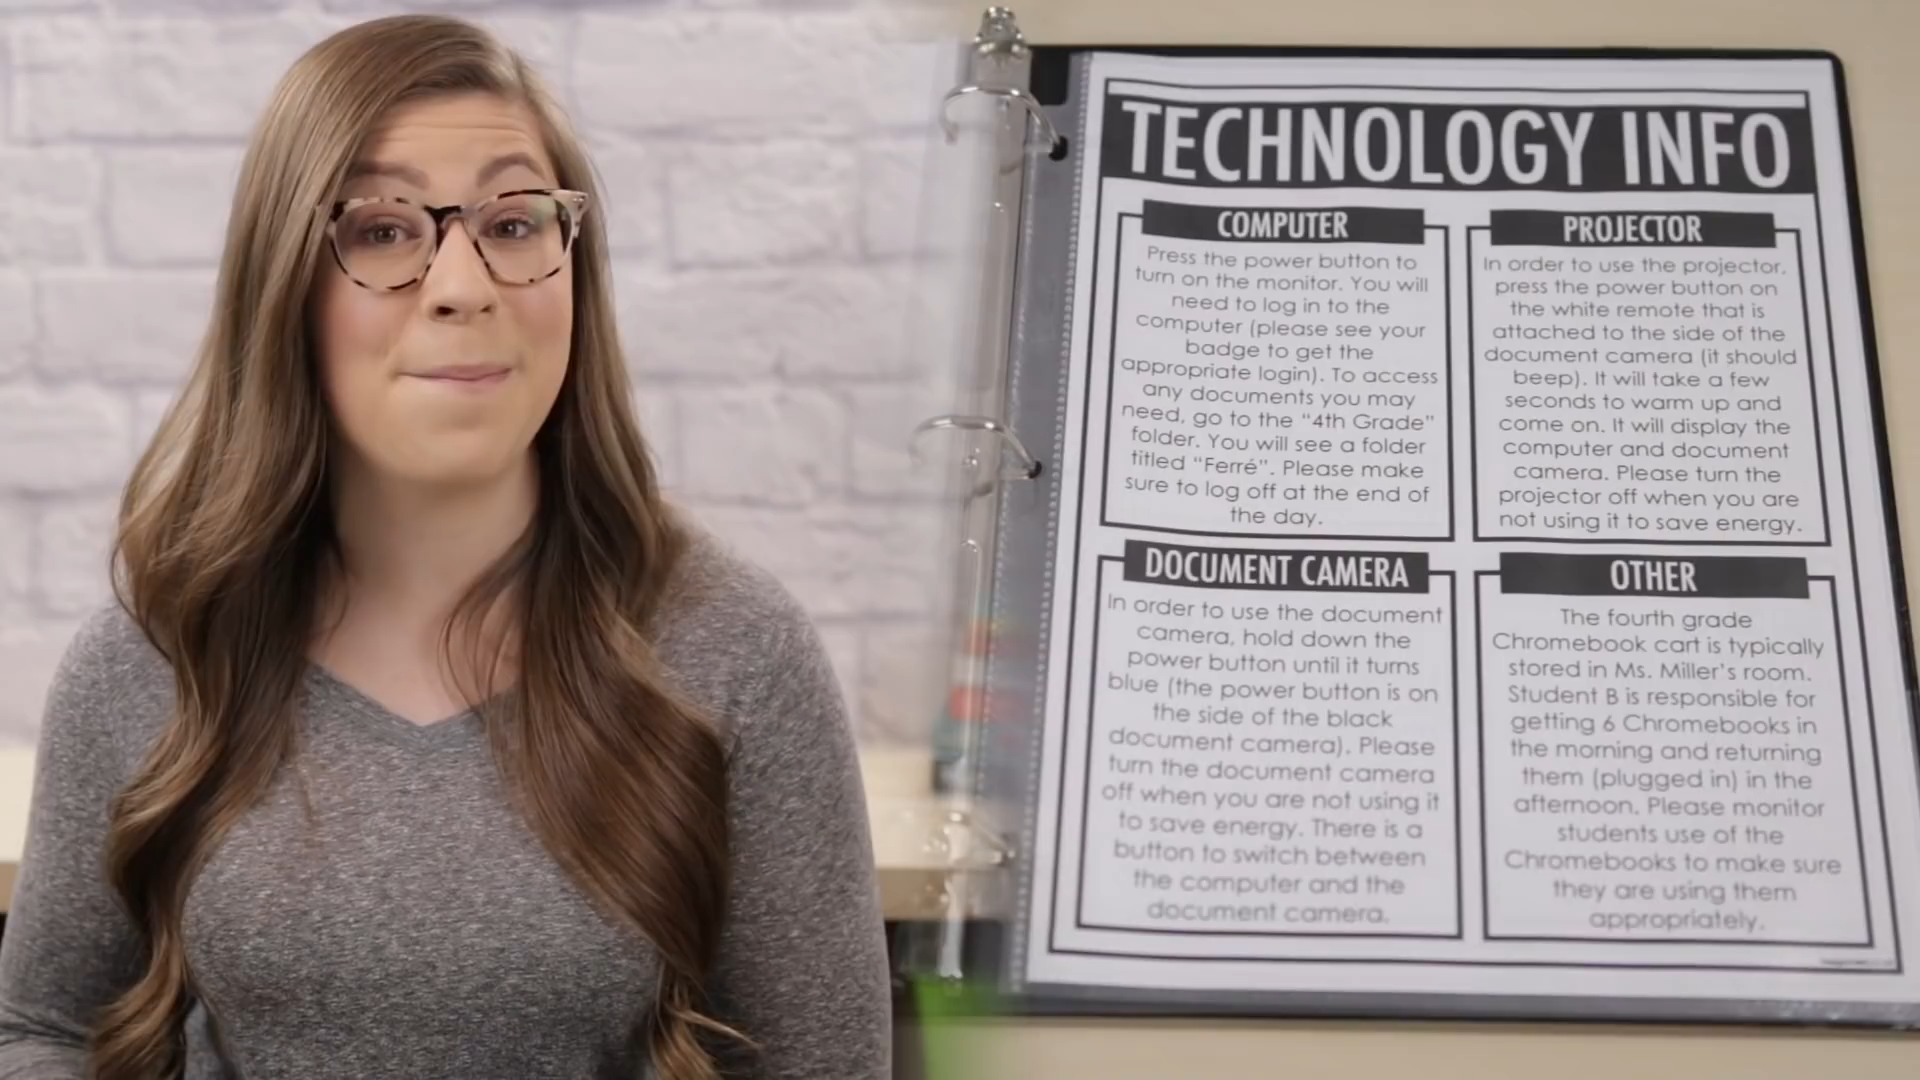 TECHNOLOGY INFO
COMPUTER
Press the power button to
turn on the monitor. You will
need to log in to the
computer (please see your
badge to get the
appropriate login). To access
any documents you may
need, go to the "4th Grade"
folder. You will see a folder
titled "Ferré". Please make
sure to log off at the end of
the day.
PROJECTOR
In order to use the projector,
press the power button on
the white remote that is
attached to the side of the
document camera (it should
beep). It will take a few
seconds to warm up and
come on. It will display the
computer and document
camera. Please turn the
projector off when you are
not using it to save energy.
DOCUMENT CAMERA
In order to use the document
camera, hold down the
power button until it turns
blue (the power button is on
the side of the black
document camera). Please
turn the document camera
off when you are not using it
to save energy. There is a
button to switch between
the computer and the
document camera.
OTHER
The fourth grade
Chromebook cart is typically
stored in Ms. Miller's room.
Student B is responsible for
getting 6 Chromebooks in
the morning and returning
them (plugged in) in the
afternoon. Please monitor
students use of the
Chromebooks to make sure
they are using them
appropriately.